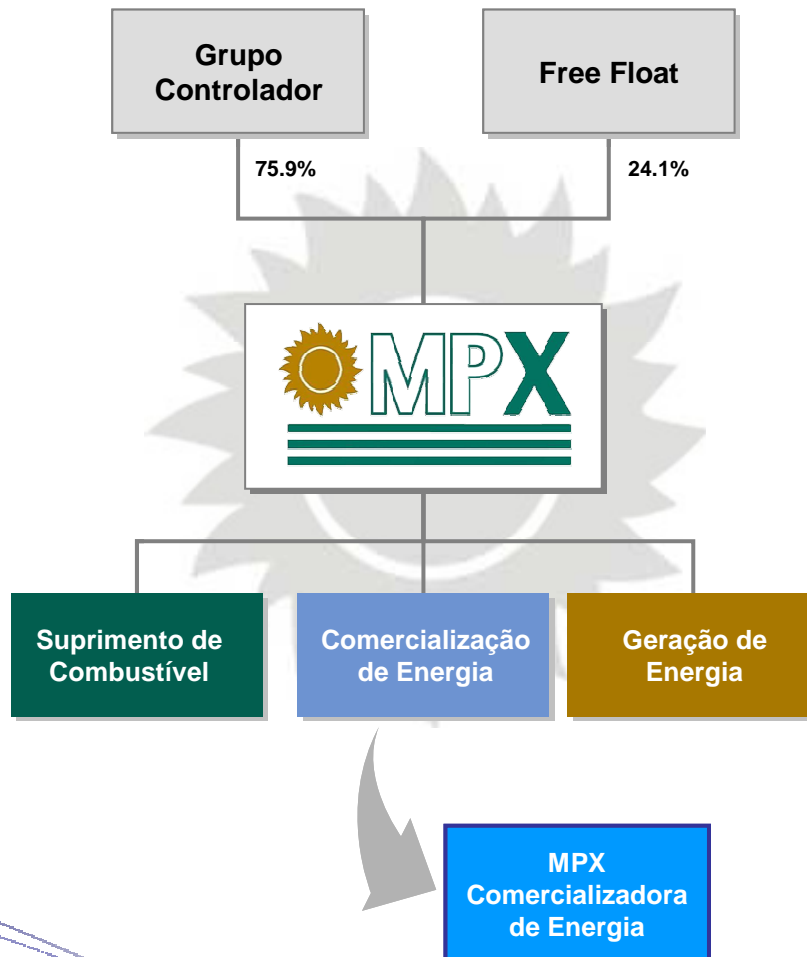 Grupo
Controlador
Free Float
75.9%
24.1%
MPX
Suprimento de
Combustível
Comercialização
de Energia
Geração de
Energia
MPX
Comercializadora
de Energia